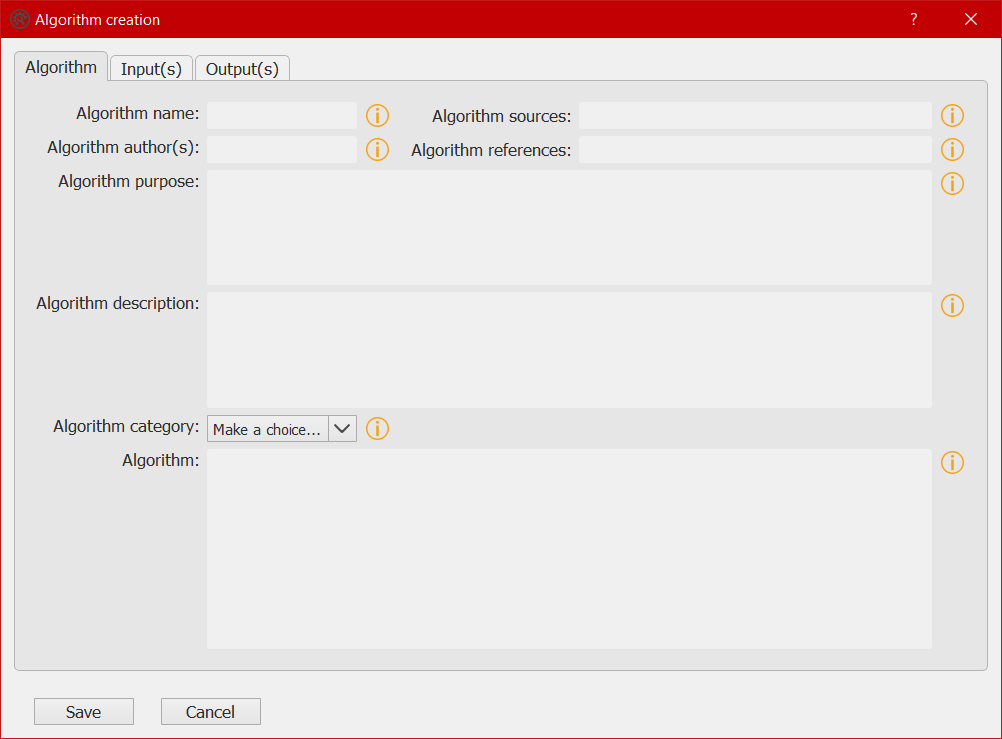 Algorithm creation ?
Algorithm Input(s) Output(s)
Algorithm name: Algorithm sources:
Algorithm author(s): Algorithm references:
Algorithm purpose:
Algorithm description:
Algorithm category: Make a choice...
Algorithm:
Save Cancel